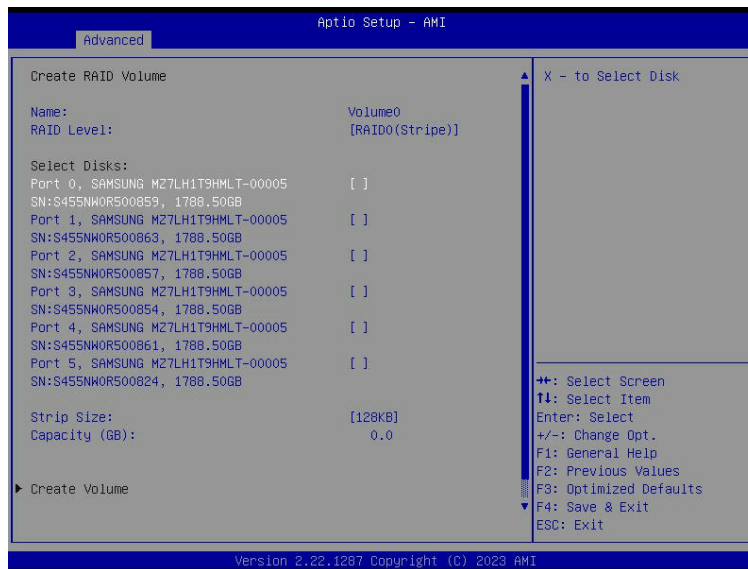 Aptio Setup - AMI
Advanced
Create RAID Volume
Name: Volume0
RAID Level: [RAID0(Stripe)]
Select Disks:
Port 0, SAMSUNG MZ7LH1T9HMLT-00005 [ ]
SN:S455NW0R500859, 1788.50GB
Port 1, SAMSUNG MZ7LH1T9HMLT-00005 [ ]
SN:S455NW0R500863, 1788.50GB
Port 2, SAMSUNG MZ7LH1T9HMLT-00005 [ ]
SN:S455NW0R500857, 1788.50GB
Port 3, SAMSUNG MZ7LH1T9HMLT-00005 [ ]
SN:S455NW0R500854, 1788.50GB
Port 4, SAMSUNG MZ7LH1T9HMLT-00005 [ ]
SN:S455NW0R500861, 1788.50GB
Port 5, SAMSUNG MZ7LH1T9HMLT-00005 [ ]
SN:S455NW0R500824, 1788.50GB
Strip Size: [128KB]
Capacity (GB): 0.0
Create Volume
X - to Select Disk
→←: Select Screen
↑↓: Select Item
Enter: Select
+/-: Change Opt.
F1: General Help
F2: Previous Values
F3: Optimized Defaults
F4: Save & Exit
ESC: Exit
Version 2.22.1287 Copyright (C) 2023 AMI